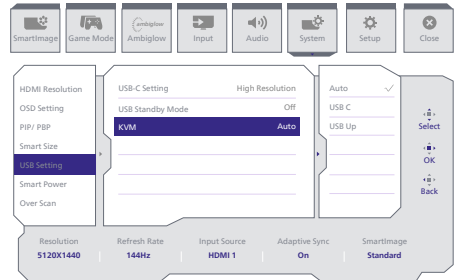 SmartImage
Game Mode
ambiglow
Ambiglow
Input
Audio
System
Setup
Close
HDMI Resolution
OSD Setting
PIP/ PBP
Smart Size
USB Setting
Smart Power
Over Scan
USB-C Setting High Resolution
USB Standby Mode Off
KVM Auto
Auto
USB C
USB Up
Select
OK
Back
Resolution Refresh Rate Input Source Adaptive Sync SmartImage
5120X1440 144Hz HDMI 1 On Standard